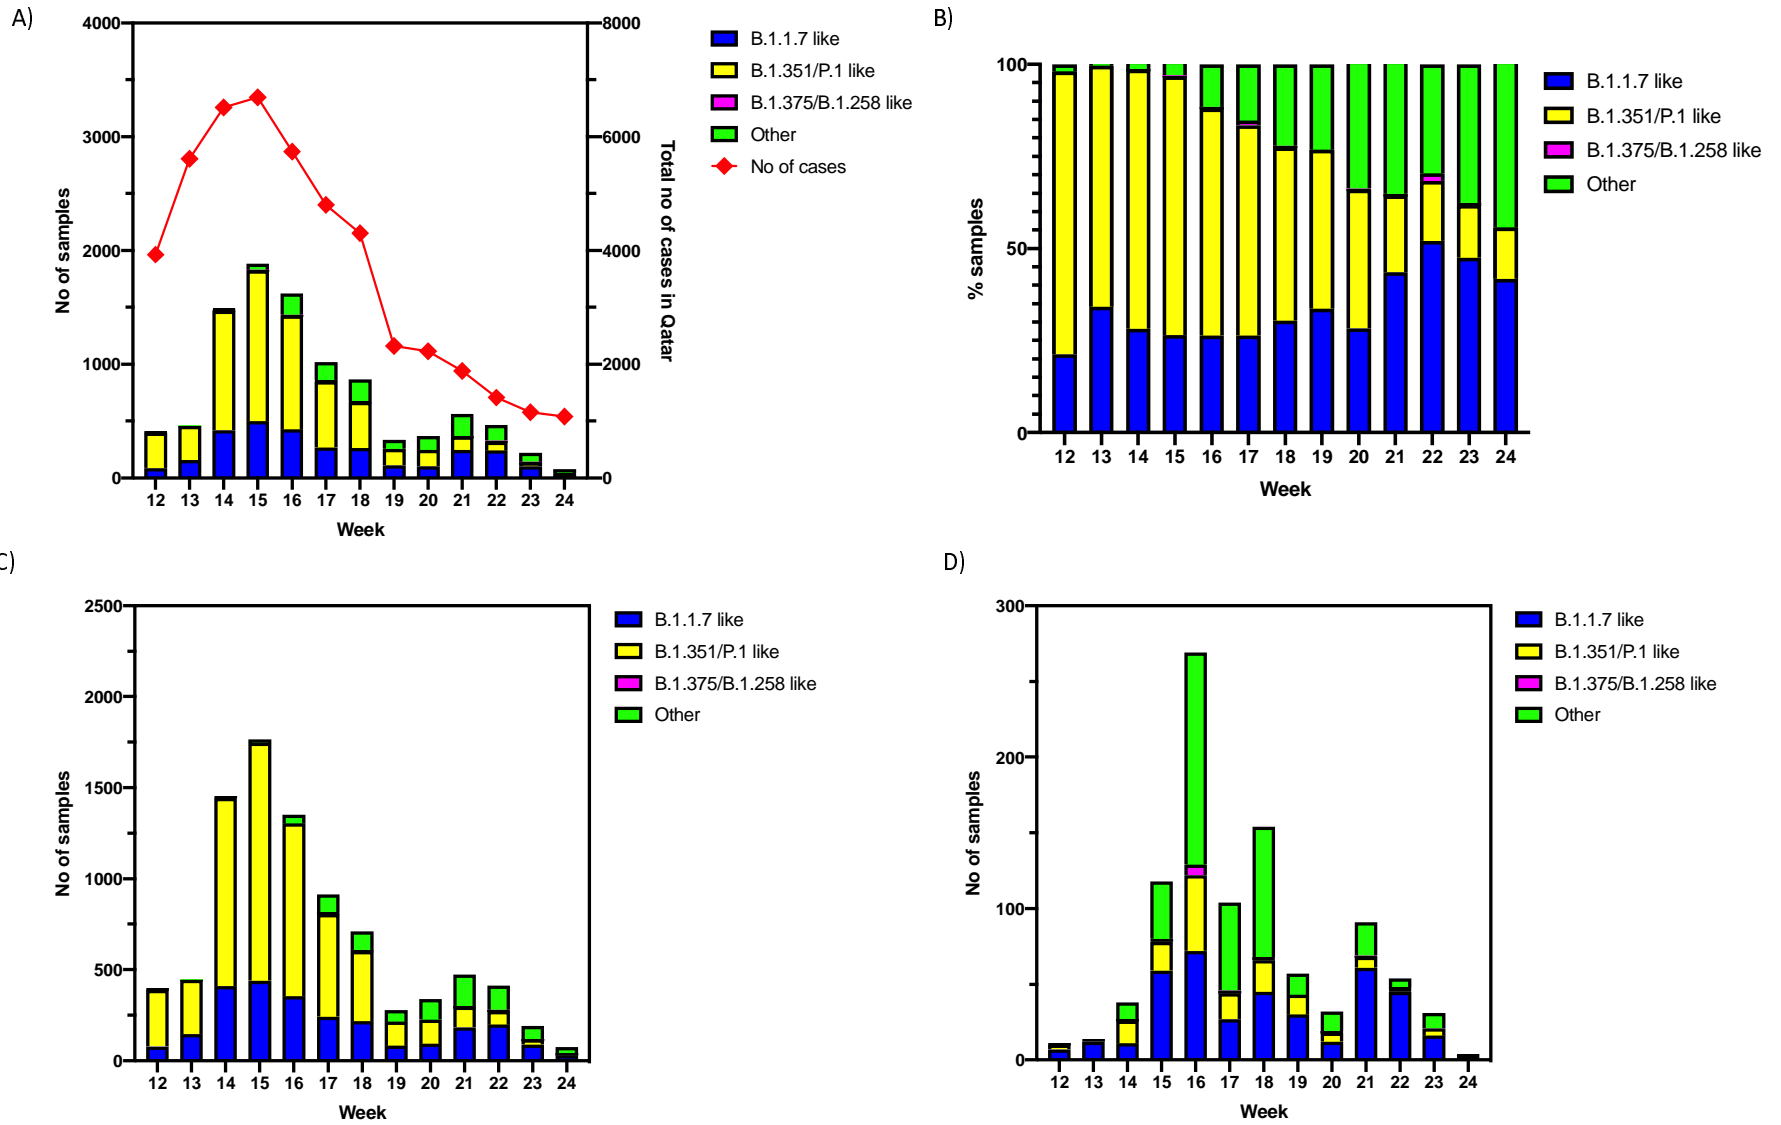 A)
4000
3000
2000
1000
0
No of samples
8000
6000
4000
2000
0
Total no of cases in Qatar
12 13 14 15 16 17 18 19 20 21 22 23 24
Week
B.1.1.7 like
B.1.351/P.1 like
B.1.375/B.1.258 like
Other
No of cases
B)
100
50
0
% samples
12 13 14 15 16 17 18 19 20 21 22 23 24
Week
B.1.1.7 like
B.1.351/P.1 like
B.1.375/B.1.258 like
Other
C)
2500
2000
1500
1000
500
0
No of samples
12 13 14 15 16 17 18 19 20 21 22 23 24
Week
B.1.1.7 like
B.1.351/P.1 like
B.1.375/B.1.258 like
Other
D)
300
200
100
0
No of samples
12 13 14 15 16 17 18 19 20 21 22 23 24
Week
B.1.1.7 like
B.1.351/P.1 like
B.1.375/B.1.258 like
Other